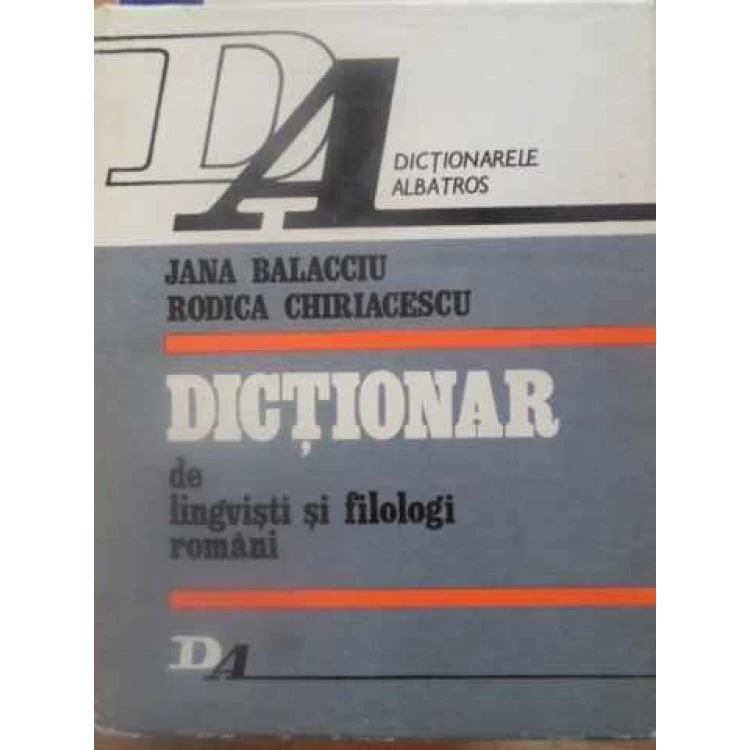 DA
DICȚIONARELE
ALBATROS
JANA BALACCIU
RODICA CHIRIACESCU
DICȚIONAR
de
lingviști și filologi
români
DA